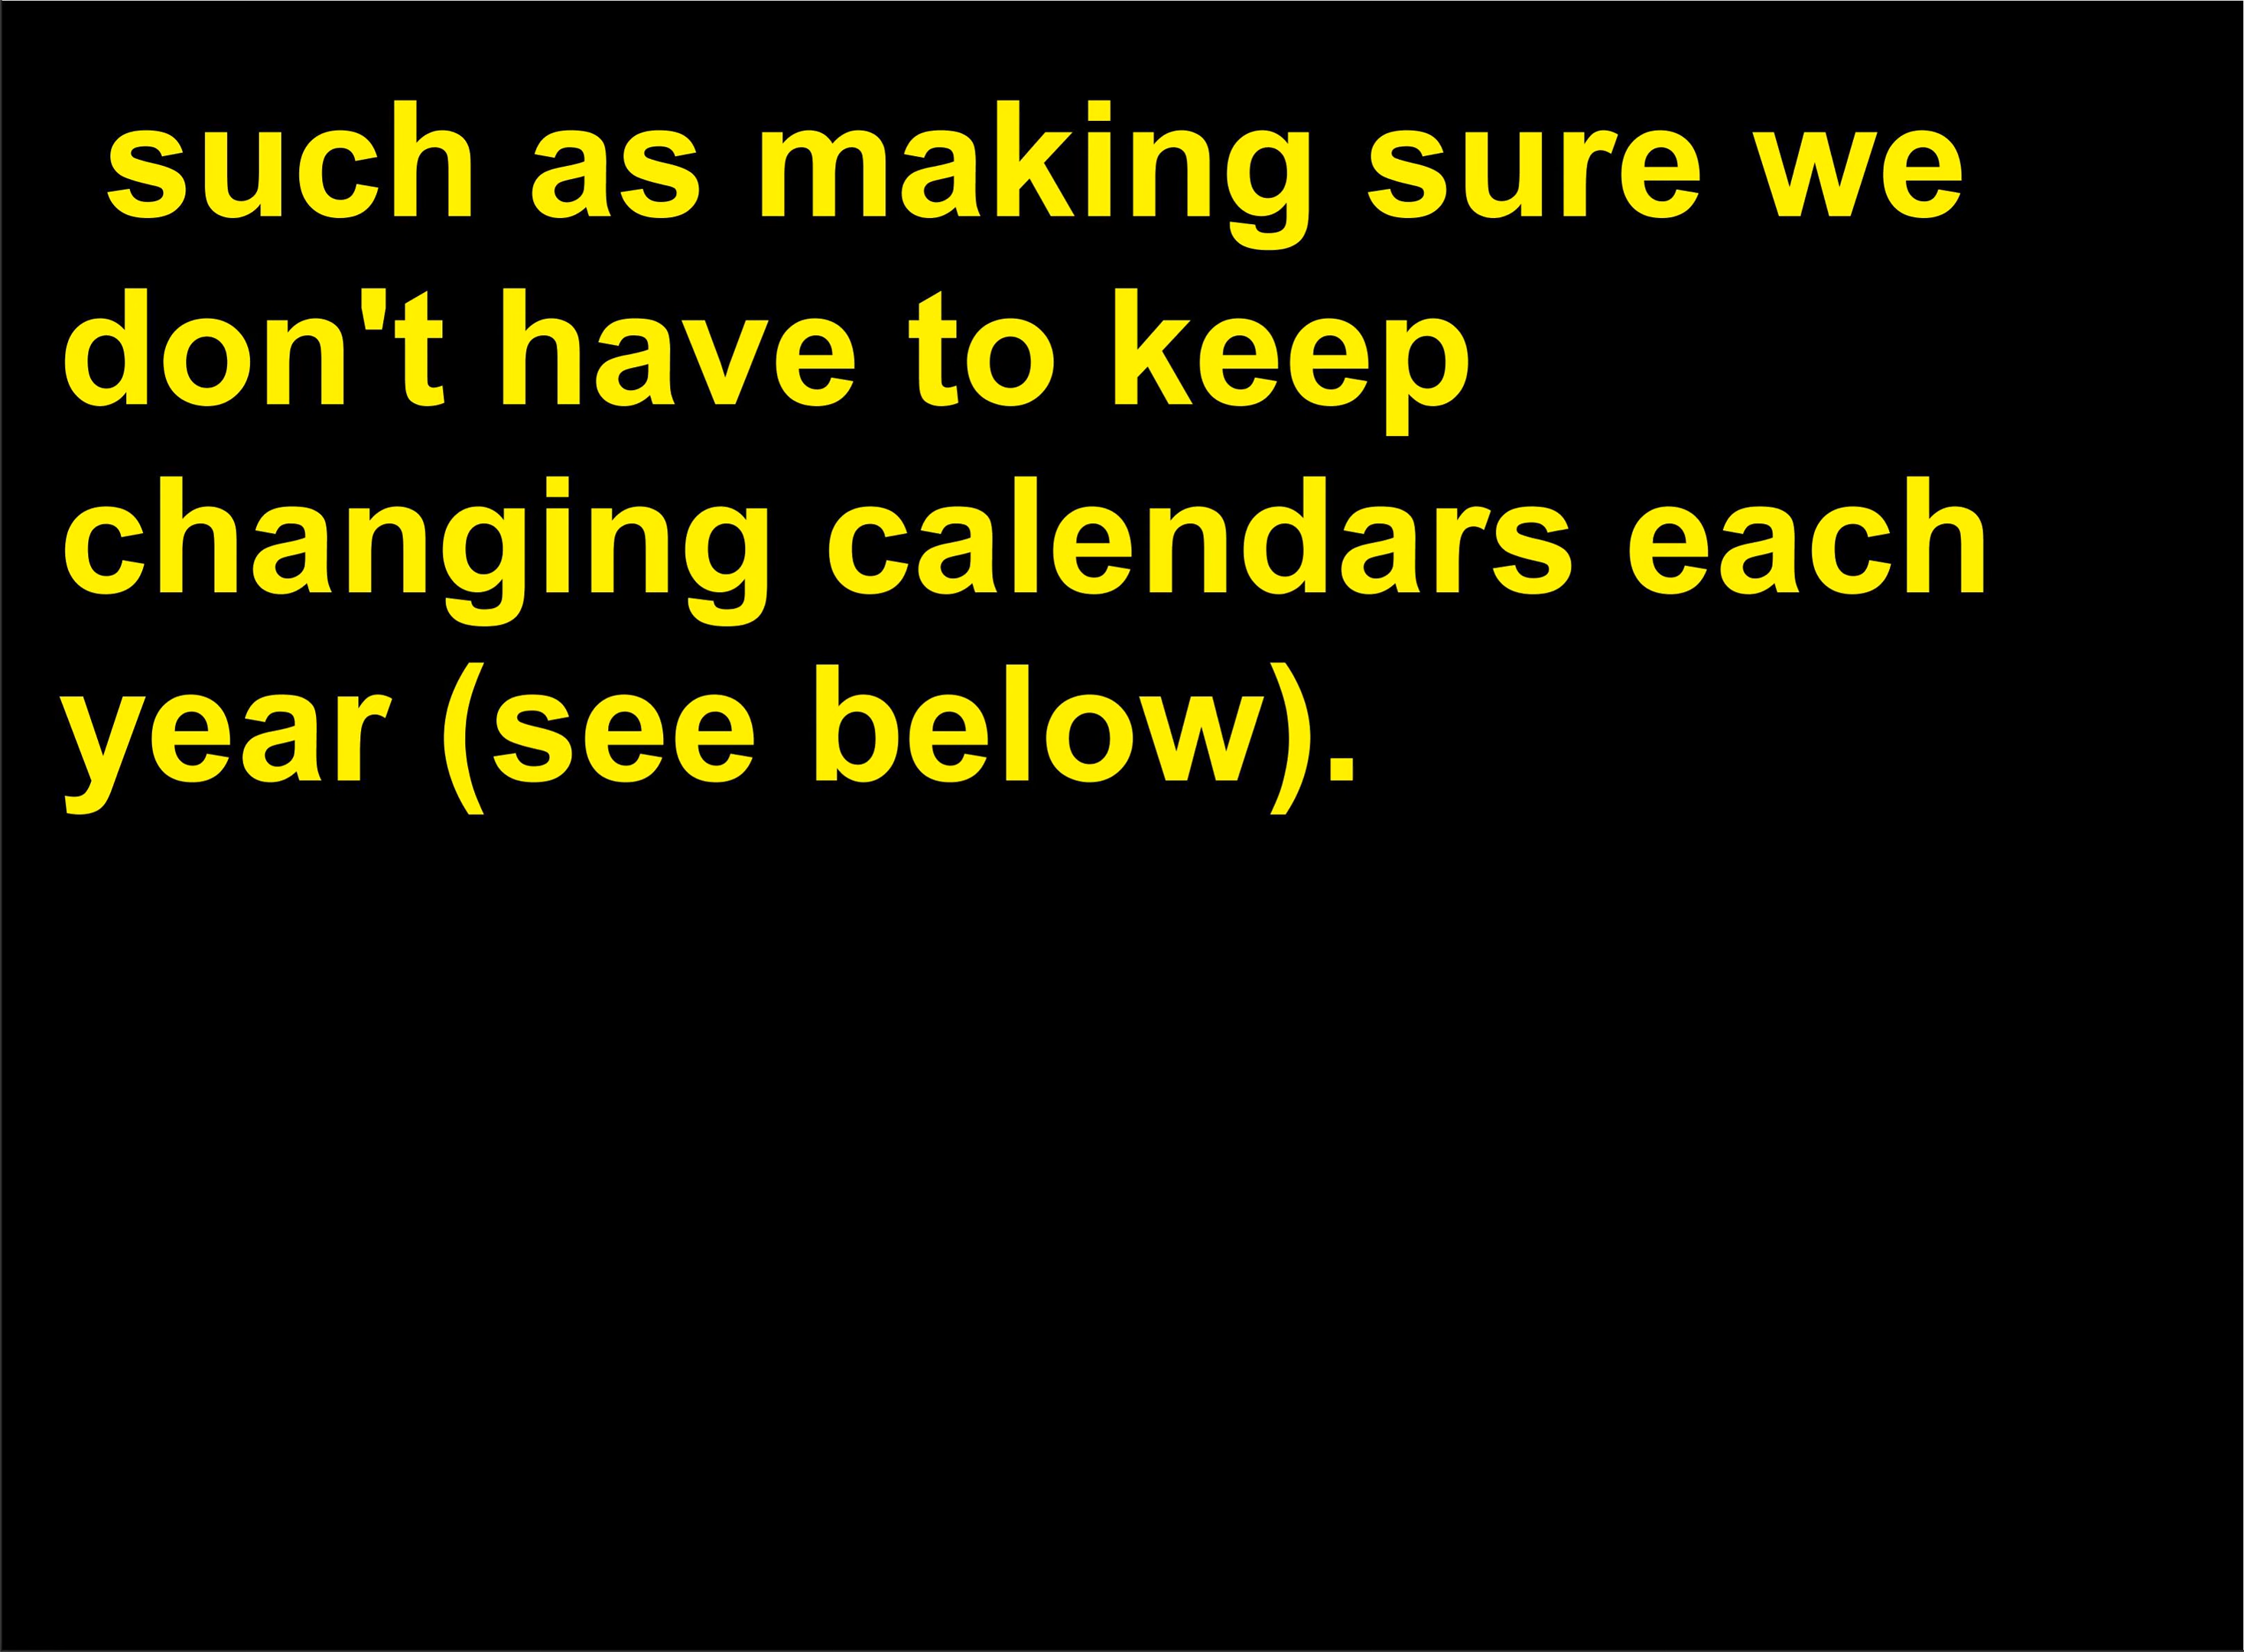 such as making sure we
don't have to keep
changing calendars each
year (see below).